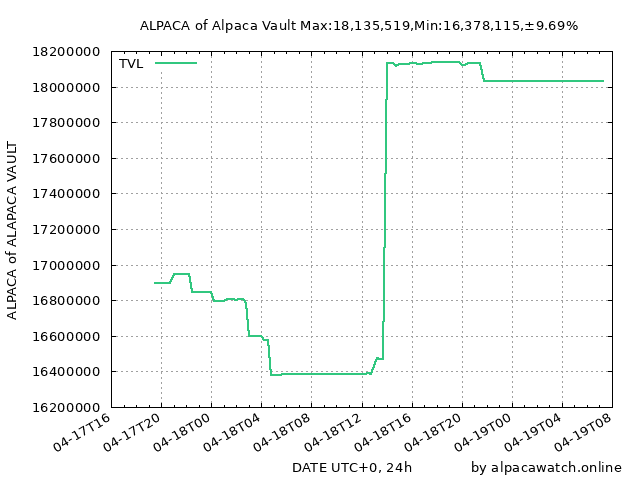 ALPACA of Alpaca Vault Max:18,135,519,Min:16,378,115,±9.69%
TVL
18200000
18000000
17800000
17600000
17400000
17200000
17000000
16800000
16600000
16400000
16200000
ALPACA of ALAPACA VAULT
04-17T16
04-17T20
04-18T00
04-18T04
04-18T08
04-18T12
04-18T16
04-18T20
04-19T00
04-19T04
04-19T08
DATE UTC+0, 24h
by alpacawatch.online